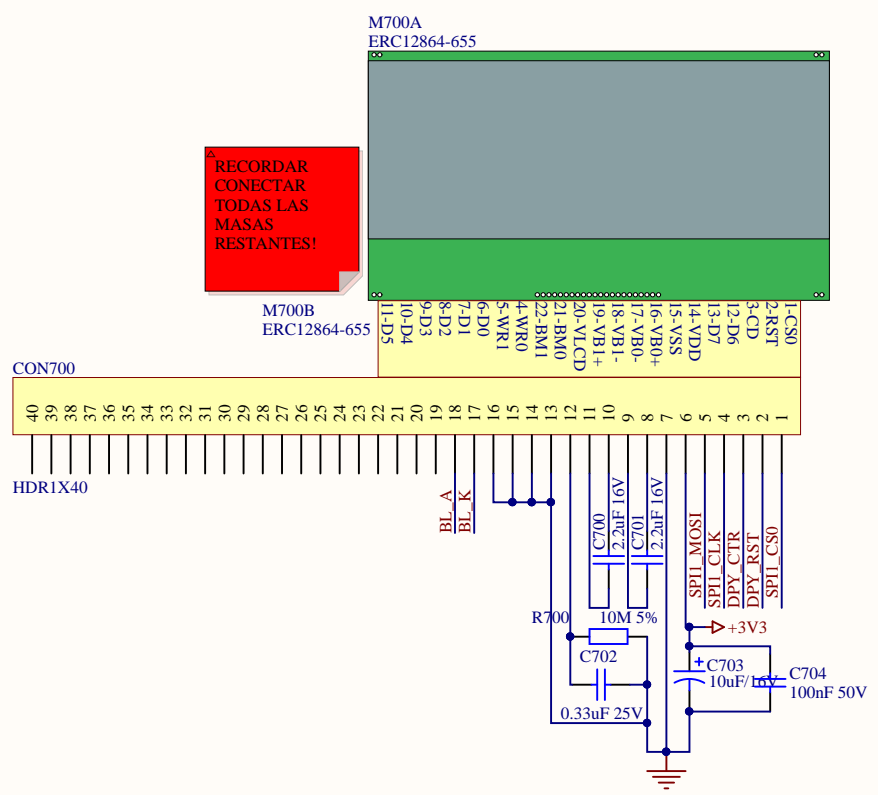 M700A
ERC12864-655
RECORDAR
CONECTAR
TODAS LAS
MASAS
RESTANTES!
M700B
ERC12864-655
11-D5
10-D4
9-D3
8-D2
7-D1
6-D0
5-WR1
4-WR0
22-BM1
21-BM0
20-VLCD
19-VB1+
18-VB1-
17-VB0-
16-VB0+
15-VSS
14-VDD
13-D7
12-D6
3-CD
2-RST
1-CS0
CON700
40 39 38 37 36 35 34 33 32 31 30 29 28 27 26 25 24 23 22 21 20 19 18 17 16 15 14 13 12 11 10 9 8 7 6 5 4 3 2 1
HDR1X40
BL_A
BL_K
C700
2.2uF 16V
C701
2.2uF 16V
SPI1_MOSI
SPI1_CLK
DPY_CTR
DPY_RST
SPI1_CS0
R700
10M 5%
+3V3
C702
0.33uF 25V
C703
10uF/16V
C704
100nF 50V